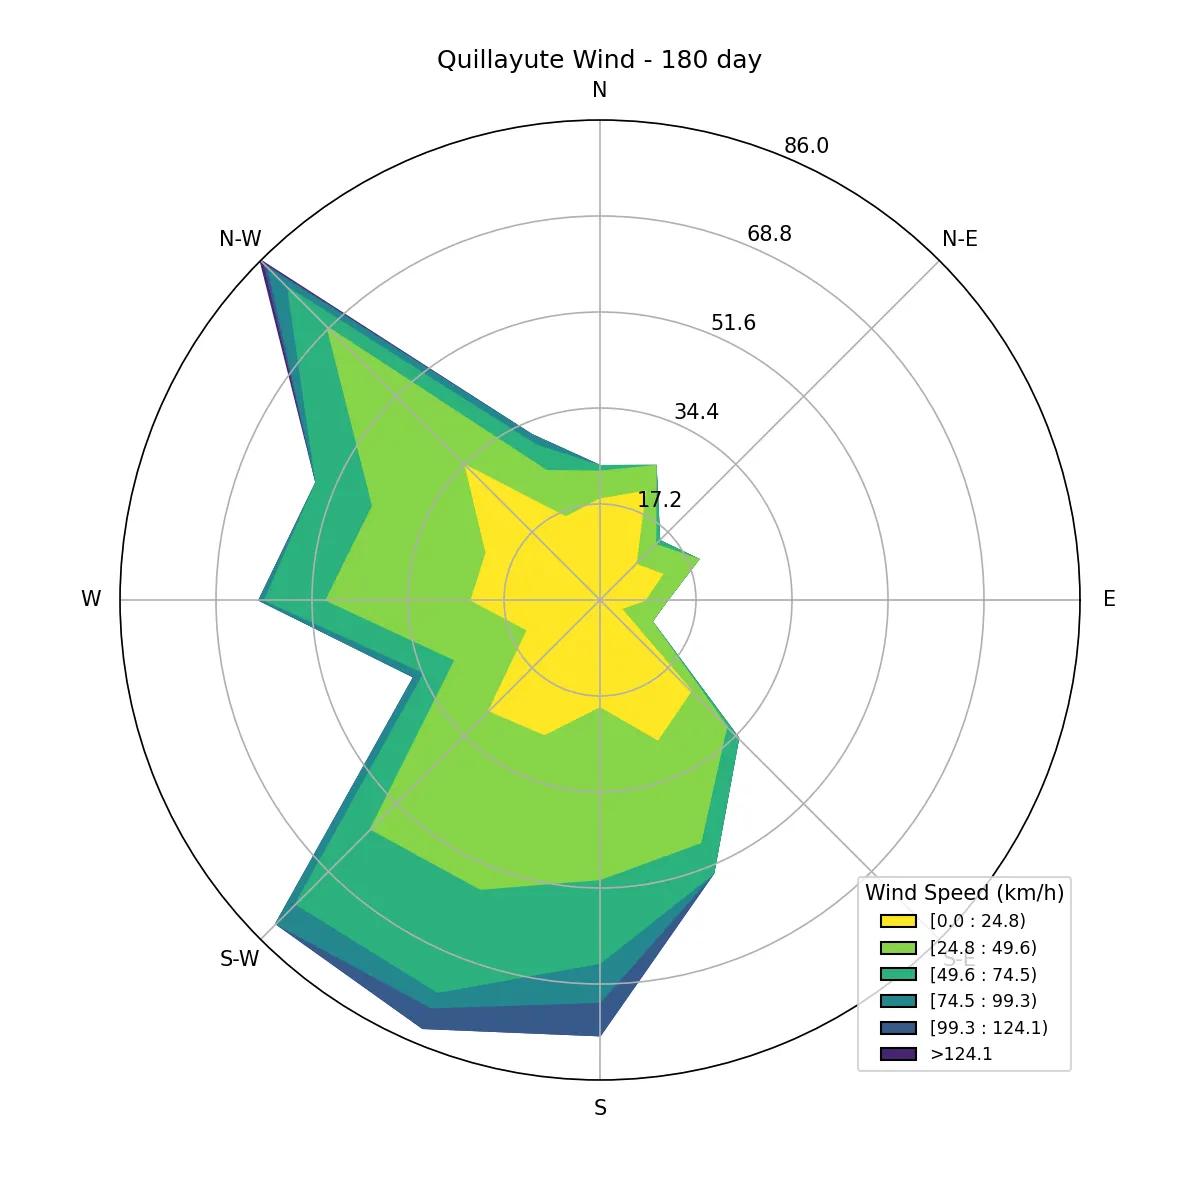 Quillayute Wind - 180 day
N
86.0
68.8
N-W
N-E
51.6
34.4
17.2
W
E
S-W
S-E
S
Wind Speed (km/h)
[0.0 : 24.8)
[24.8 : 49.6)
[49.6 : 74.5)
[74.5 : 99.3)
[99.3 : 124.1)
>124.1